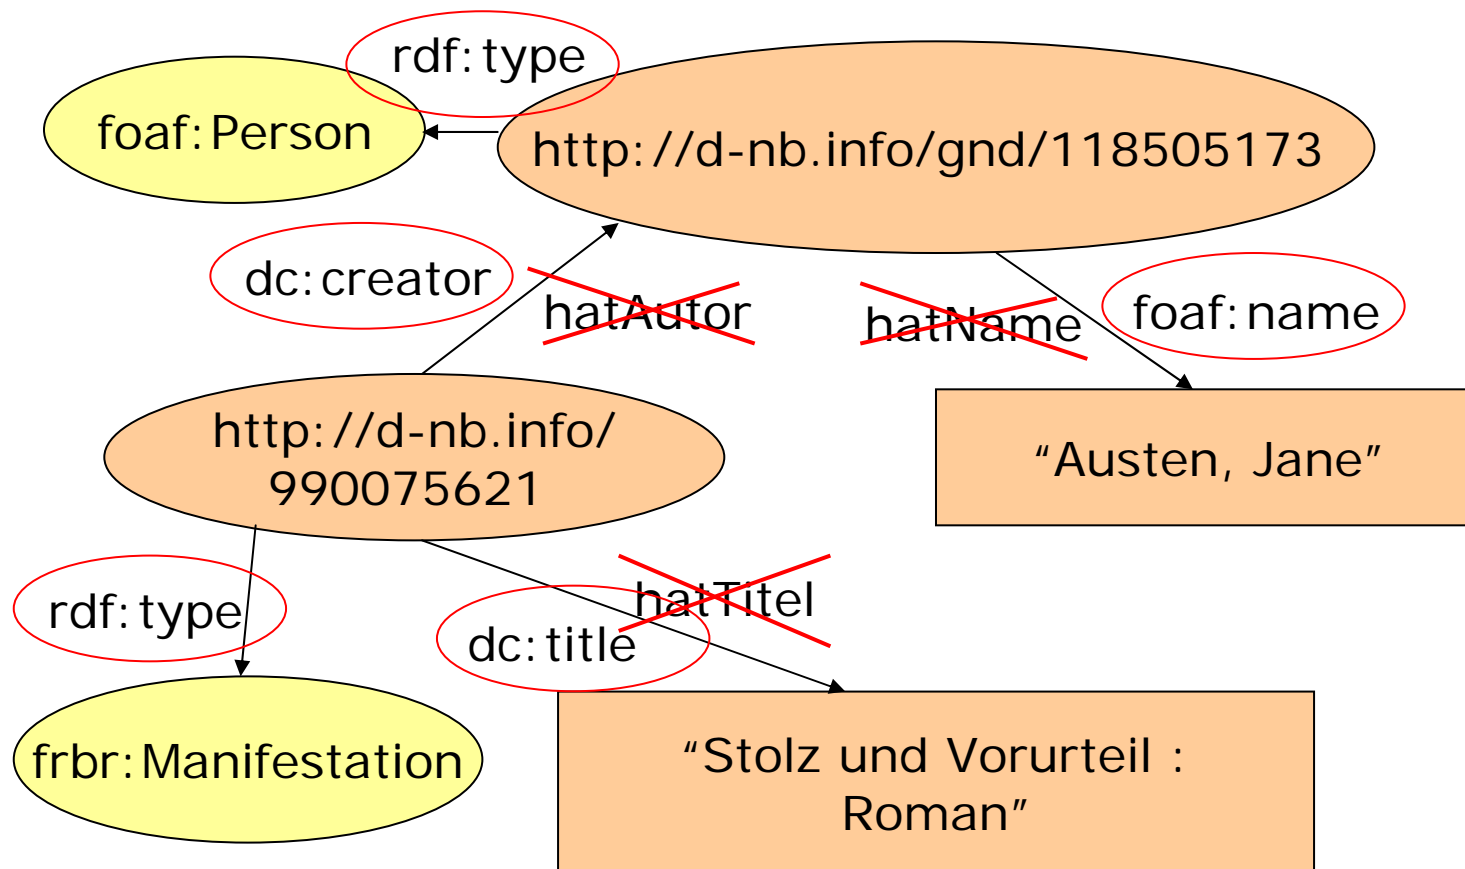 rdf:type
foaf:Person
http://d-nb.info/gnd/118505173
dc:creator
hatAutor
hatName
foaf:name
http://d-nb.info/
990075621
“Austen, Jane”
rdf:type
hatTitel
dc:title
frbr:Manifestation
“Stolz und Vorurteil :
Roman”